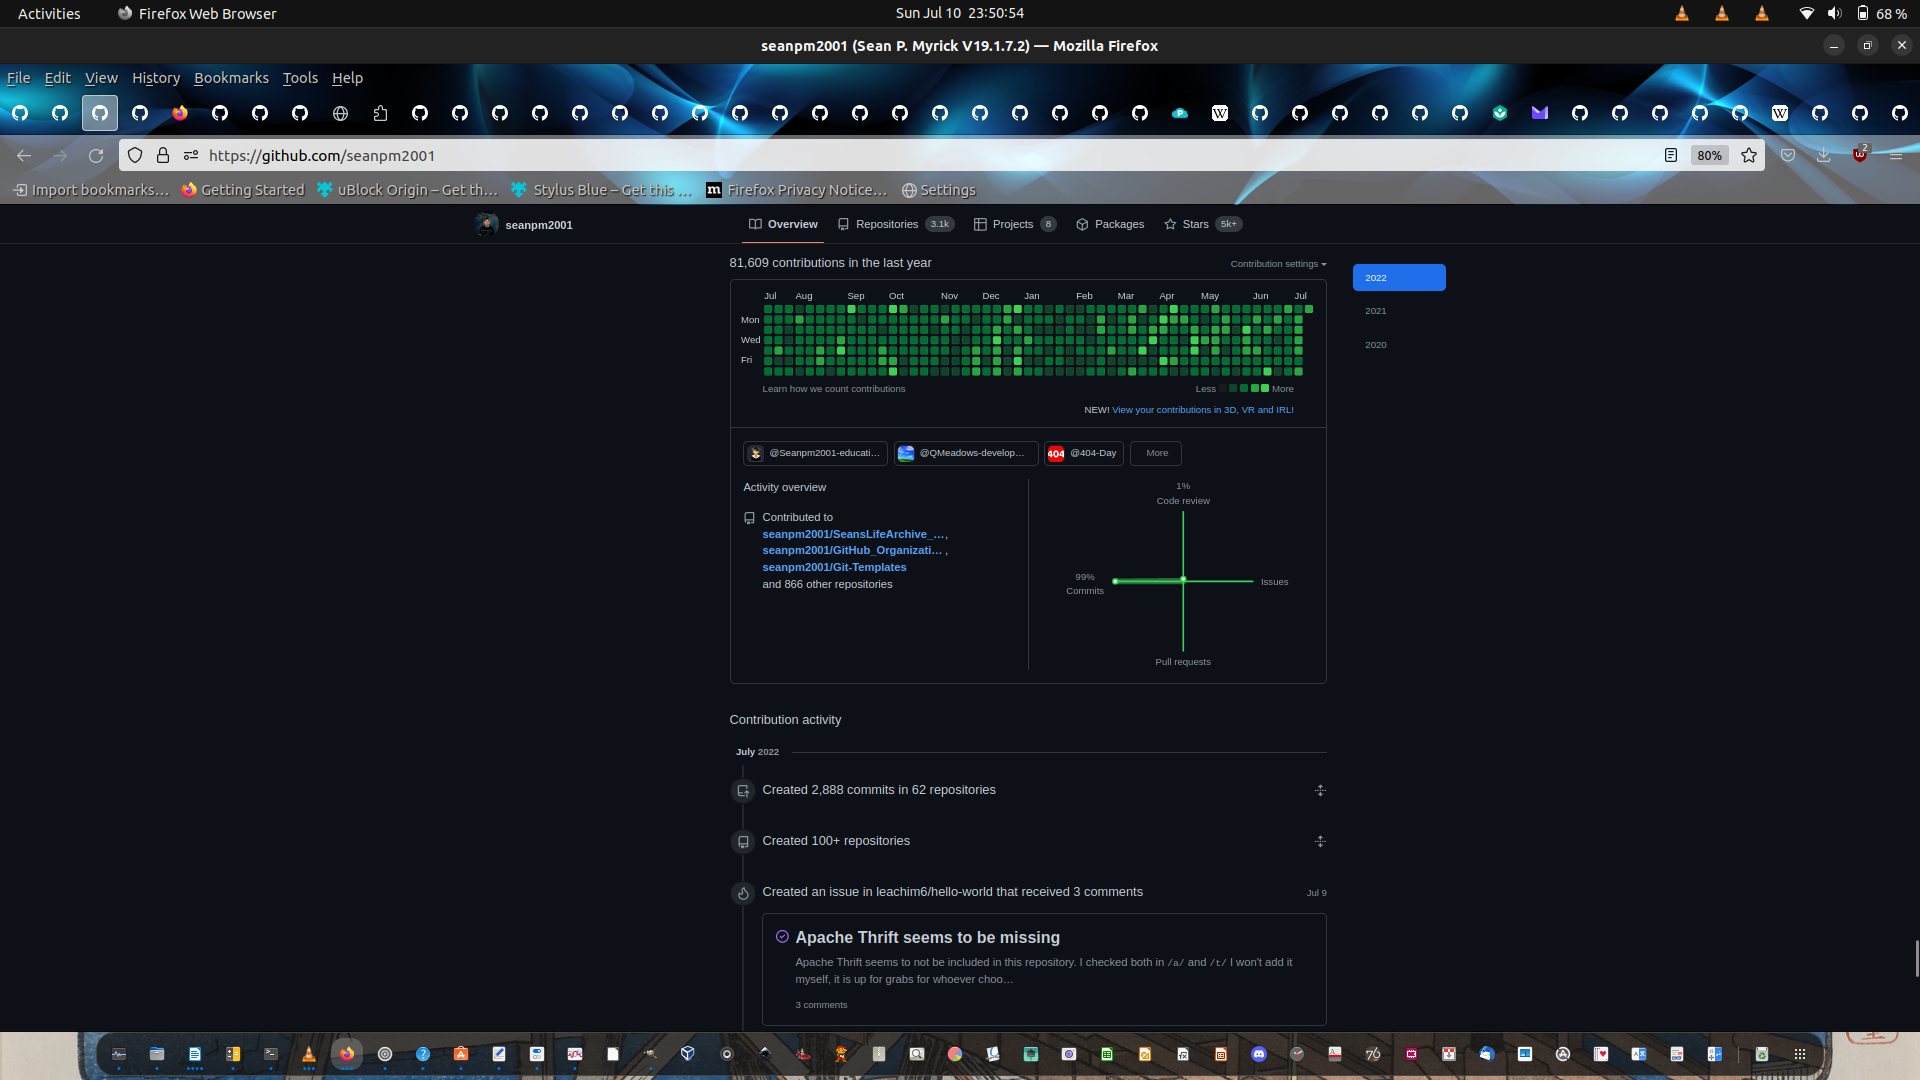 Activities
Firefox Web Browser
Sun Jul 10 23:50:54
68 %
seanpm2001 (Sean P. Myrick V19.1.7.2) — Mozilla Firefox
File Edit View History Bookmarks Tools Help
https://github.com/seanpm2001
80%
2
Import bookmarks…
Getting Started
uBlock Origin – Get th…
Stylus Blue – Get this …
Firefox Privacy Notice…
Settings
seanpm2001
Overview
Repositories 3.1k
Projects 8
Packages
Stars 5k+
81,609 contributions in the last year
Contribution settings
2022
2021
2020
Jul Aug Sep Oct Nov Dec Jan Feb Mar Apr May Jun Jul
Mon
Wed
Fri
Learn how we count contributions
Less More
NEW! View your contributions in 3D, VR and IRL!
@Seanpm2001-educati…
@QMeadows-develop…
404 @404-Day
More
Activity overview
Contributed to
seanpm2001/SeansLifeArchive_…,
seanpm2001/GitHub_Organizati… ,
seanpm2001/Git-Templates
and 866 other repositories
1%
Code review
99%
Commits
Issues
Pull requests
Contribution activity
July 2022
Created 2,888 commits in 62 repositories
Created 100+ repositories
Created an issue in leachim6/hello-world that received 3 comments
Jul 9
Apache Thrift seems to be missing
Apache Thrift seems to not be included in this repository. I checked both in /a/ and /t/ I won't add it
myself, it is up for grabs for whoever choo…
3 comments